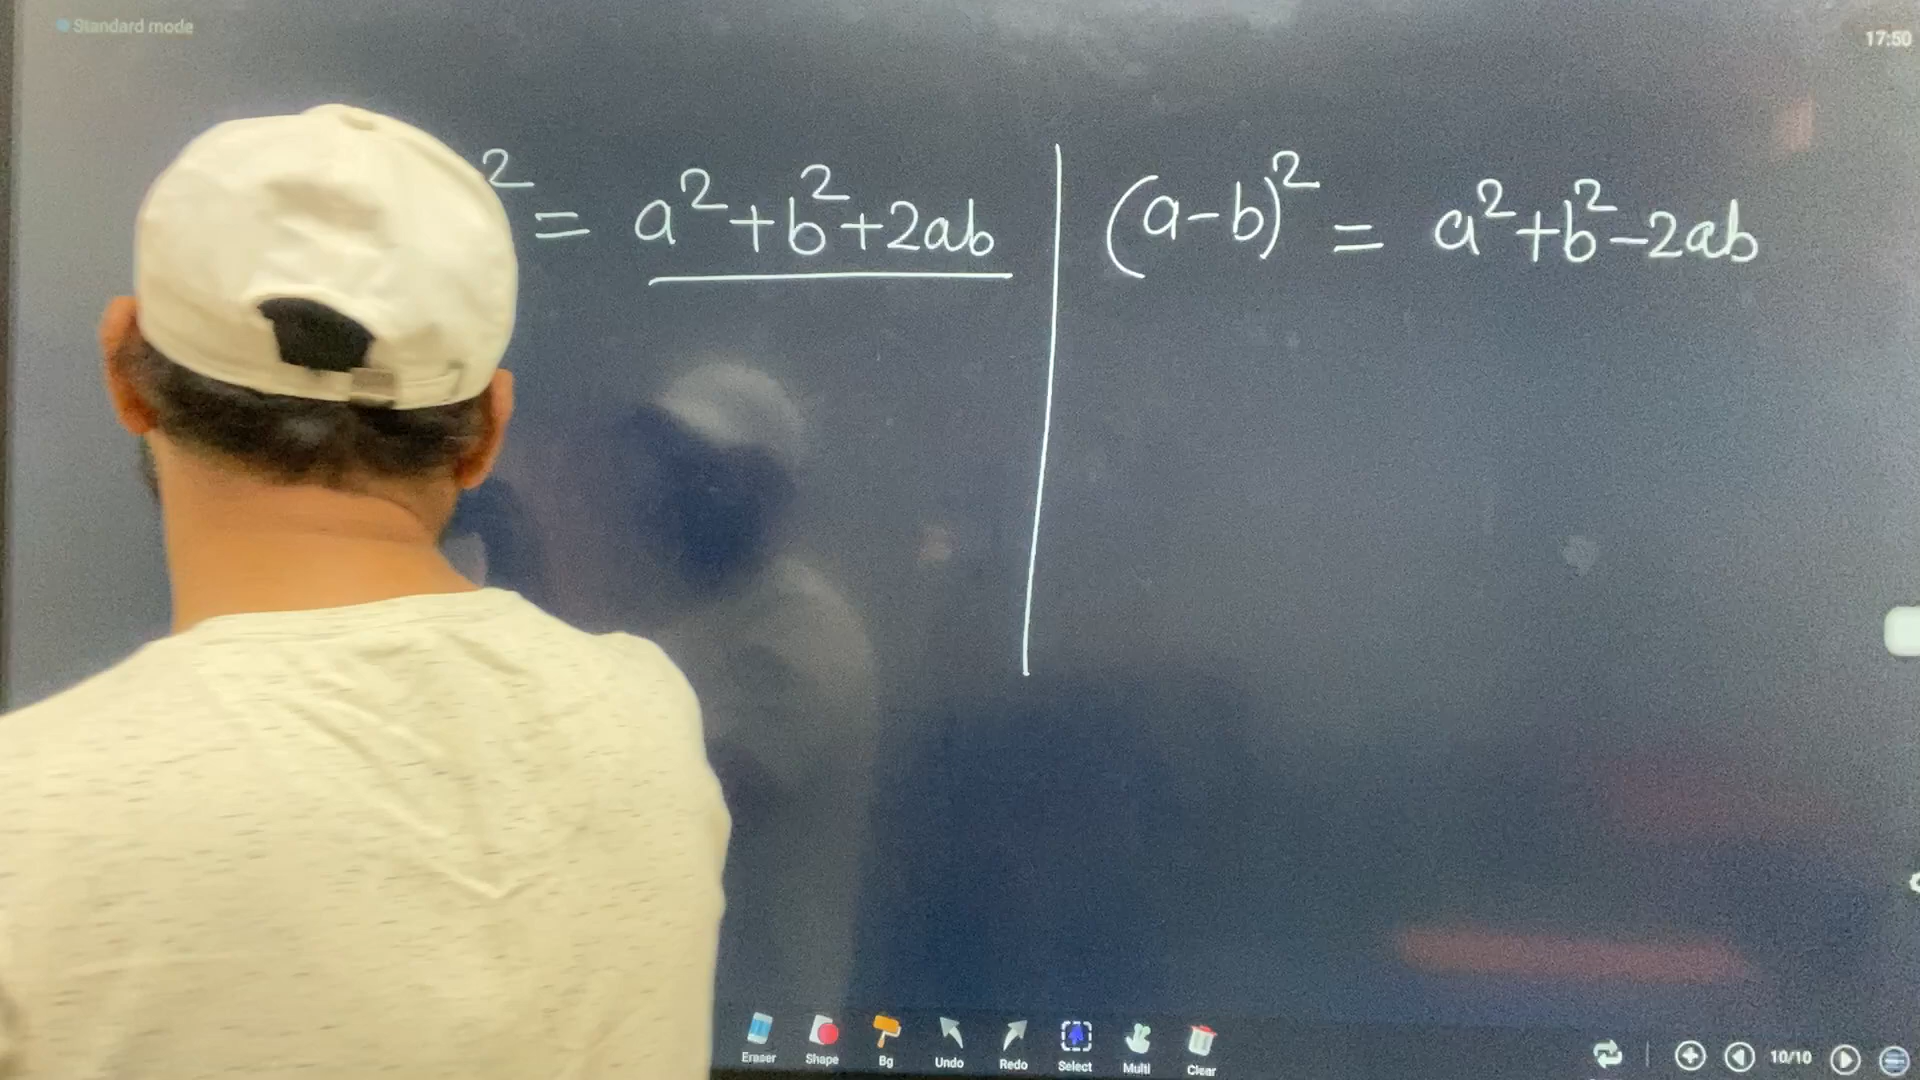 Standard mode
17:50
² = a²+b²+2ab
(a-b)² = a²+b²-2ab
Eraser Shape Bg Undo Redo Select Multi Clear
10/10